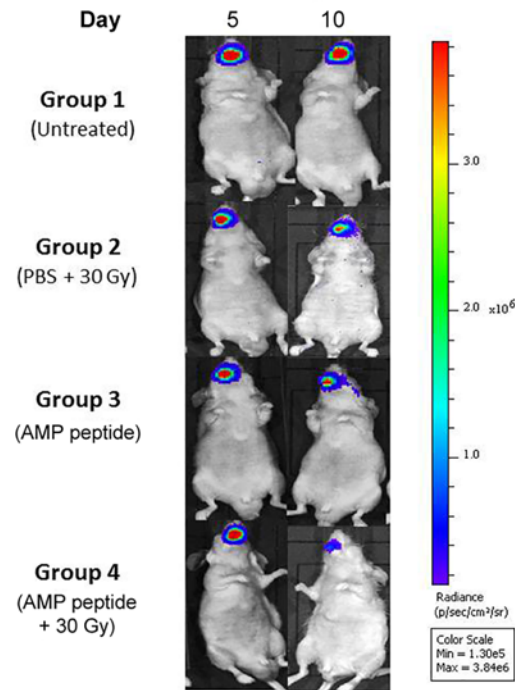 Day 5 10
Group 1
(Untreated)
Group 2
(PBS + 30 Gy)
Group 3
(AMP peptide)
Group 4
(AMP peptide
+ 30 Gy)
3.0
2.0
x10⁶
1.0
Radiance
(p/sec/cm²/sr)
Color Scale
Min = 1.30e5
Max = 3.84e6